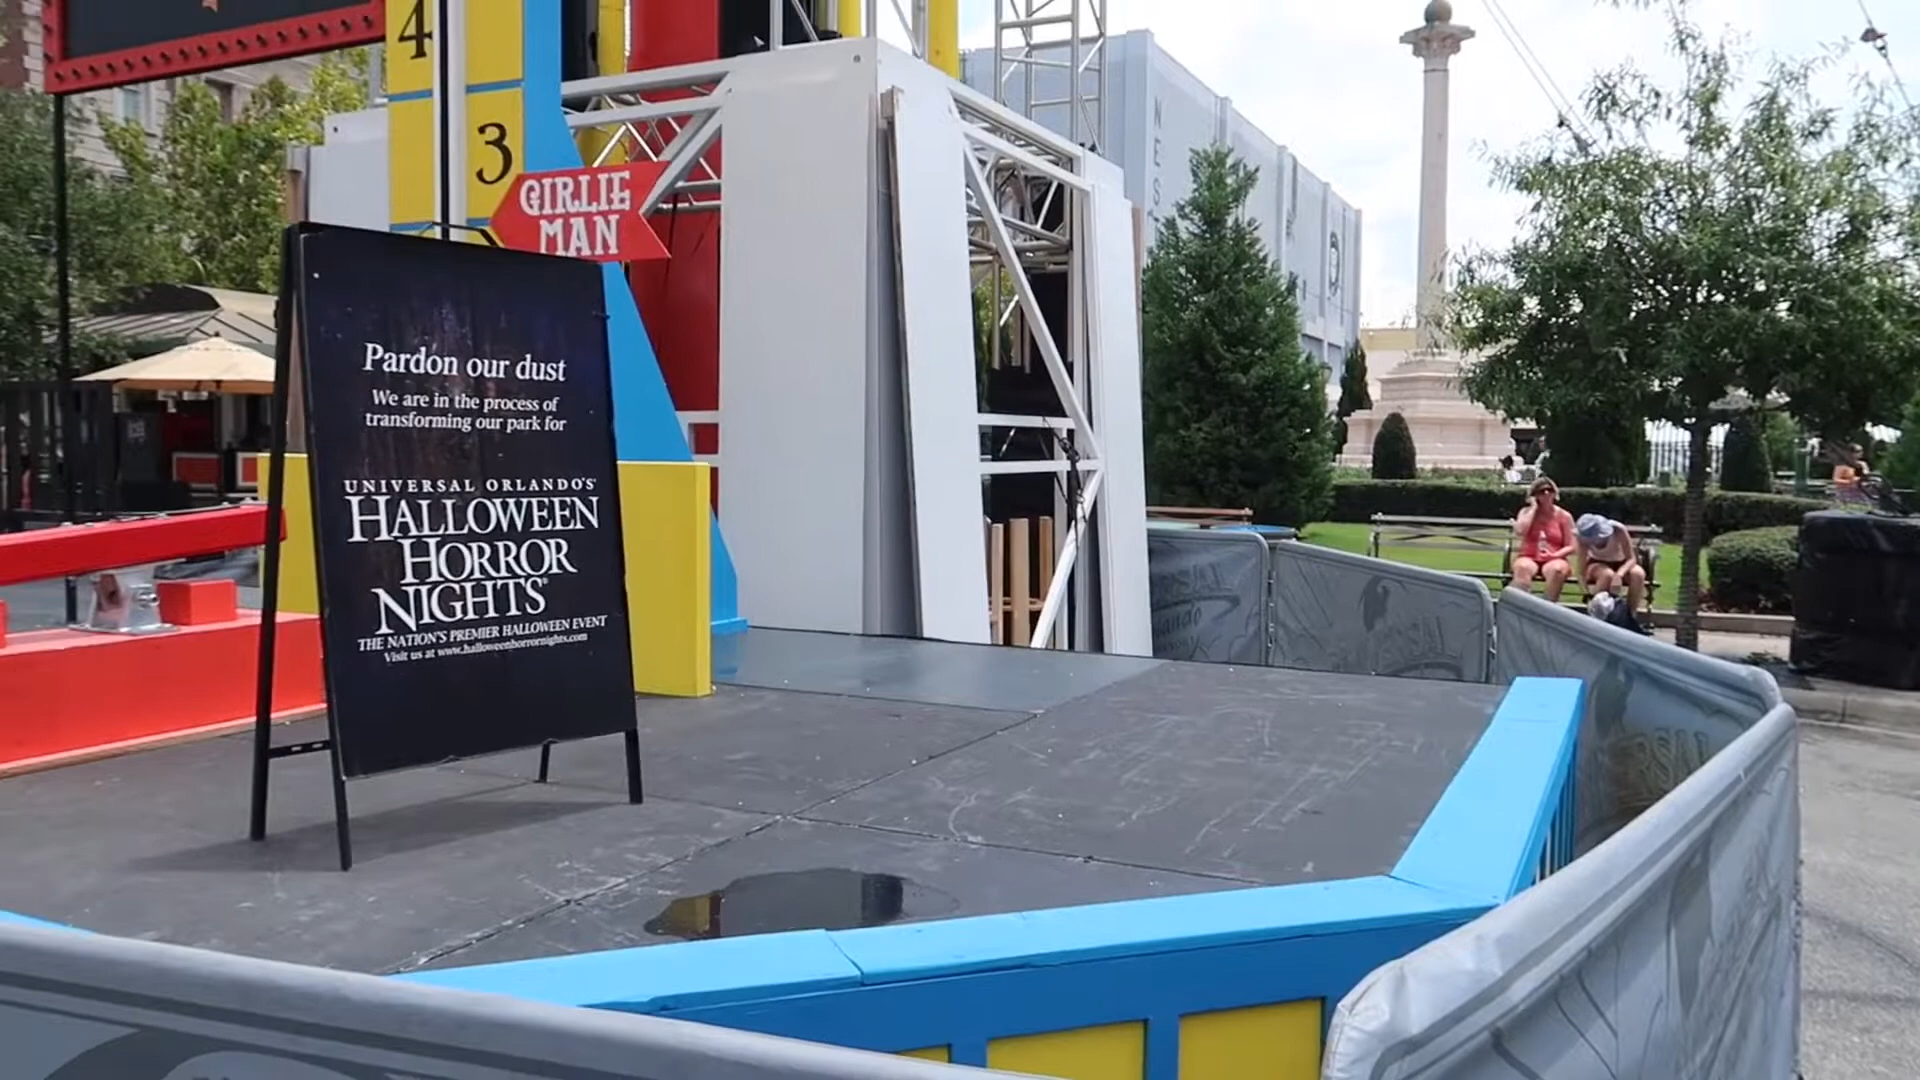 4
3
GIRLIE
MAN
Pardon our dust
We are in the process of
transforming our park for
UNIVERSAL ORLANDO'S
HALLOWEEN
HORROR
NIGHTS®
THE NATION'S PREMIER HALLOWEEN EVENT
Visit us at www.halloweenhorrornights.com